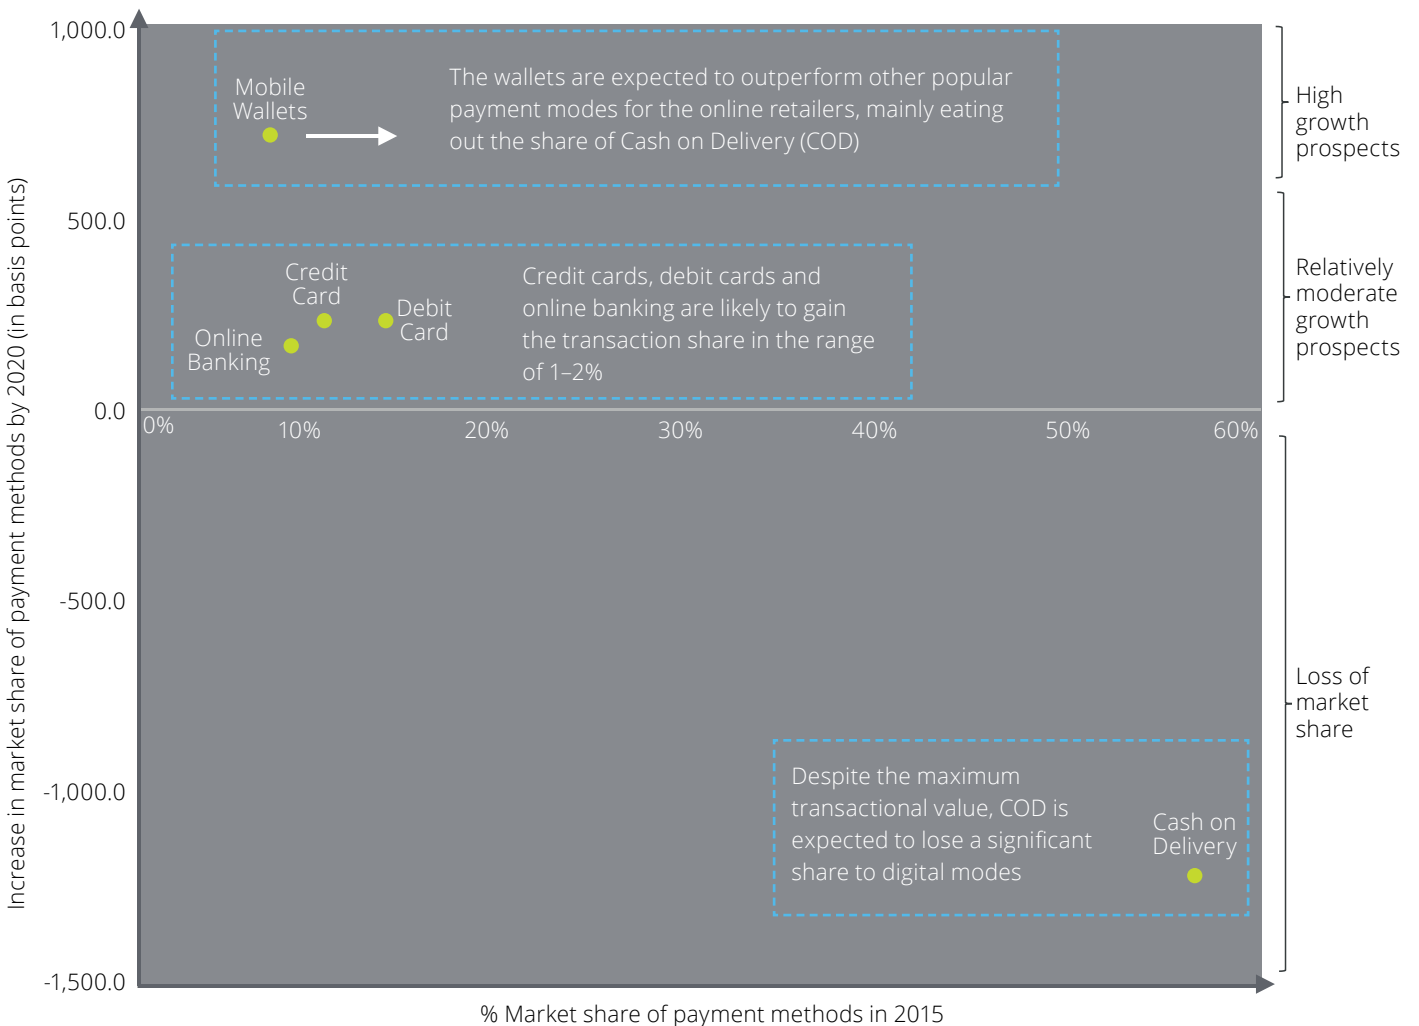 1,000.0
500.0
0.0
-500.0
-1,000.0
-1,500.0
Increase in market share of payment methods by 2020 (in basis points)
Mobile
Wallets
The wallets are expected to outperform other popular
payment modes for the online retailers, mainly eating
out the share of Cash on Delivery (COD)
High
growth
prospects
Credit
Card
Debit
Card
Online
Banking
Credit cards, debit cards and
online banking are likely to gain
the transaction share in the range
of 1–2%
Relatively
moderate
growth
prospects
0%
10%
20%
30%
40%
50%
60%
Loss of
market
share
Despite the maximum
transactional value, COD is
expected to lose a significant
share to digital modes
Cash on
Delivery
% Market share of payment methods in 2015